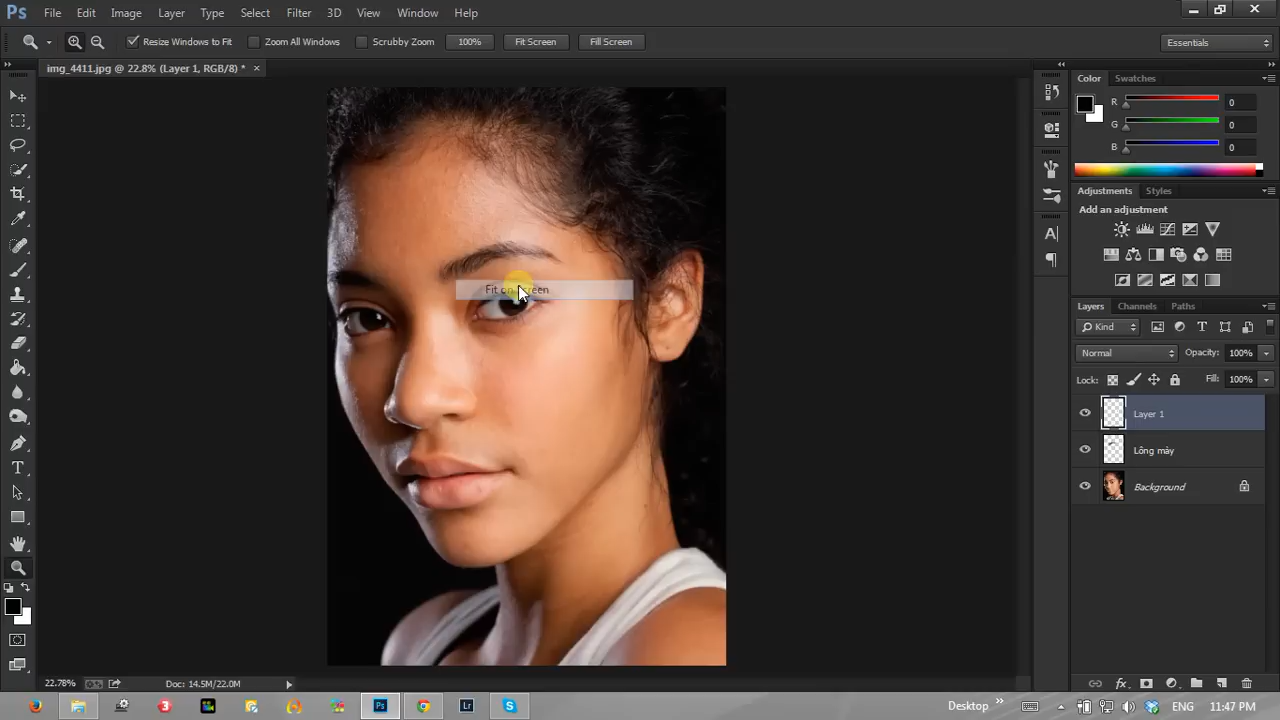 Ps File Edit Image Layer Type Select Filter 3D View Window Help
Resize Windows to Fit Zoom All Windows Scrubby Zoom 100% Fit Screen Fill Screen Essentials
img_4411.jpg @ 22.8% (Layer 1, RGB/8) *
Color Swatches
R 0
G 0
B 0
Adjustments Styles
Add an adjustment
Fit on Screen
Layers Channels Paths
Kind
Normal Opacity: 100%
Lock: Fill: 100%
Layer 1
Lông mày
Background
22.78% Doc: 14.5M/22.0M
Desktop ENG 11:47 PM